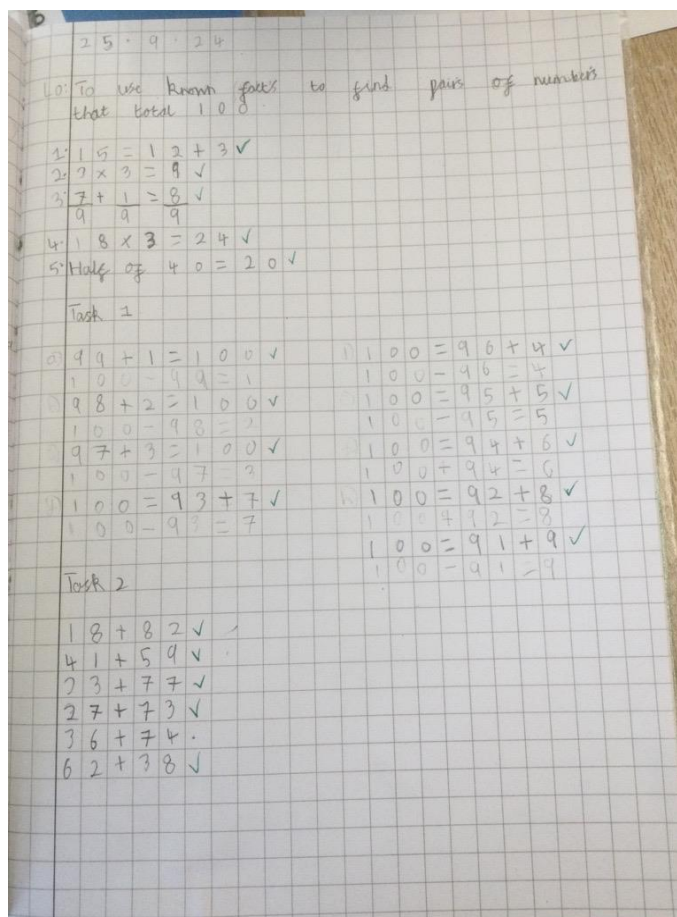 25.9.24
LO: To use known facts to find pairs of numbers
that total 100
1. 15 = 12 + 3 ✓
2. 3 × 3 = 9 ✓
3. 7/9 + 1/9 = 8/9 ✓
4. 18 × 3 = 24 ✓
5. Half of 40 = 20 ✓
Task 1
a) 99 + 1 = 100 ✓
100 - 99 = 1
98 + 2 = 100 ✓
100 - 98 = 2
97 + 3 = 100 ✓
100 - 97 = 3
100 = 93 + 7 ✓
100 - 93 = 7
100 = 96 + 4 ✓
100 - 96 = 4
100 = 95 + 5 ✓
100 - 95 = 5
100 = 94 + 6 ✓
100 + 94 = 6
100 = 92 + 8 ✓
100 + 92 = 8
100 = 91 + 9 ✓
100 - 91 = 9
Task 2
18 + 82 ✓
41 + 59 ✓
23 + 77 ✓
27 + 73 ✓
36 + 74 .
62 + 38 ✓